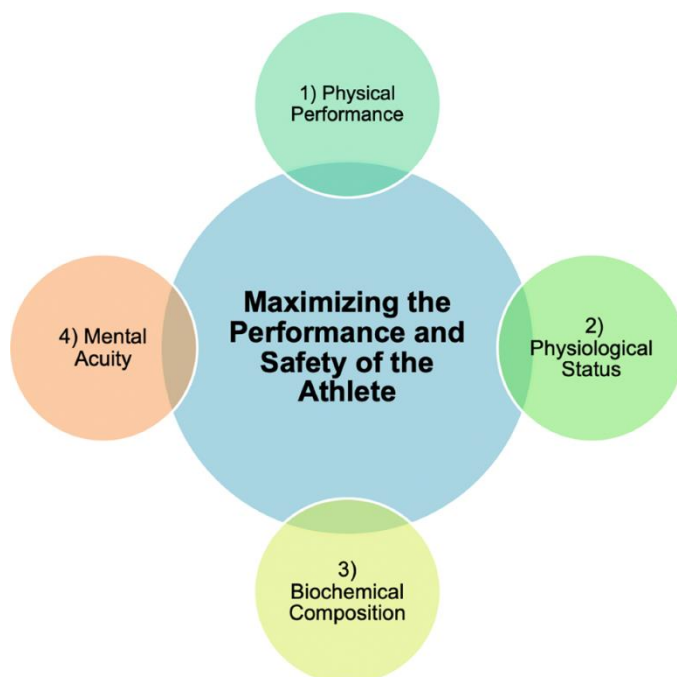 1) Physical
Performance
Maximizing the
Performance and
Safety of the
Athlete
2)
Physiological
Status
3)
Biochemical
Composition
4) Mental
Acuity